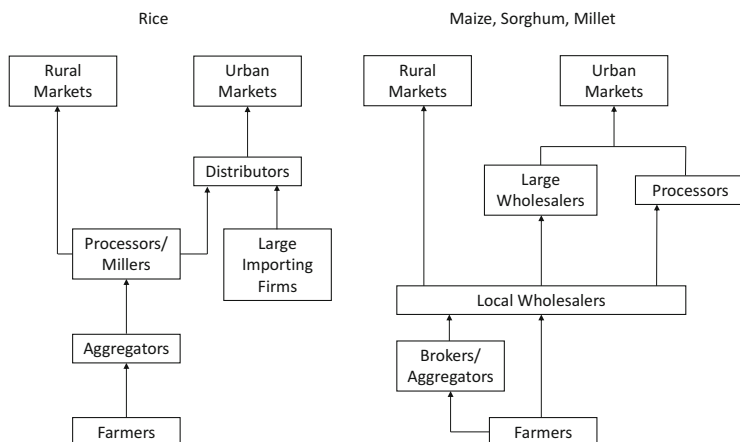 Rice
Rural
Markets
Urban
Markets
Distributors
Processors/
Millers
Large
Importing
Firms
Aggregators
Farmers
Maize, Sorghum, Millet
Rural
Markets
Urban
Markets
Large
Wholesalers
Processors
Local Wholesalers
Brokers/
Aggregators
Farmers